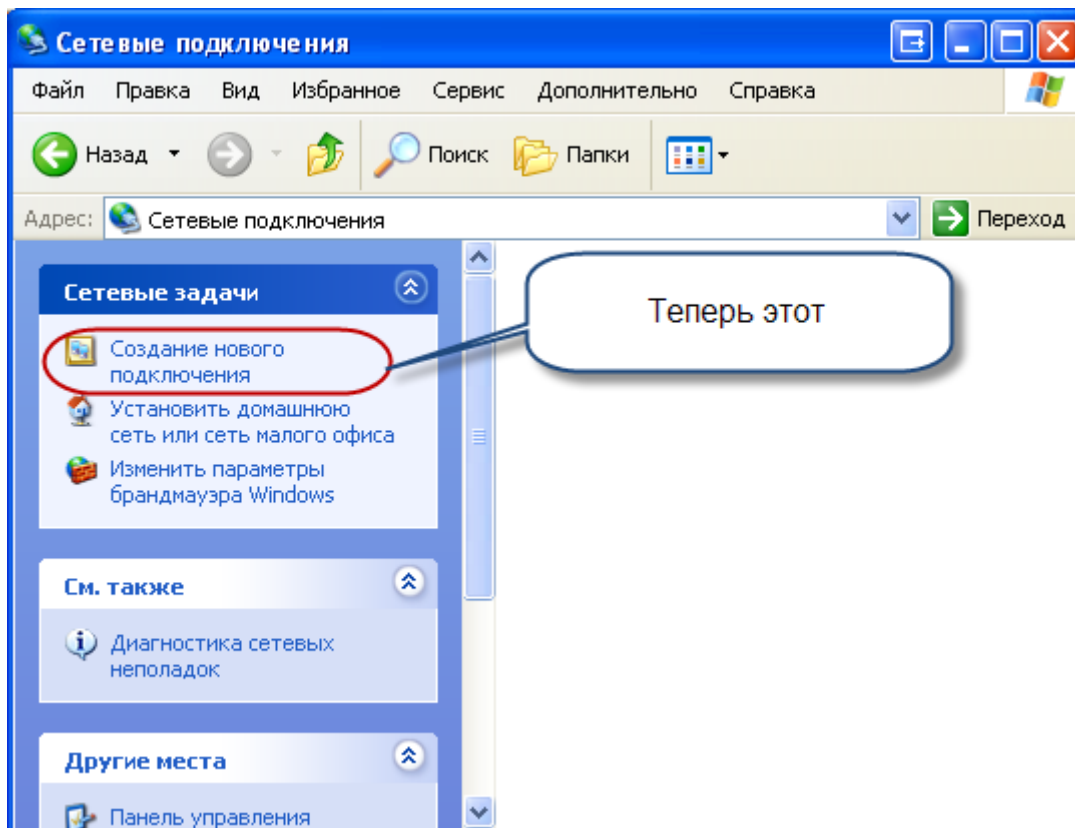 Сетевые подключения
Файл Правка Вид Избранное Сервис Дополнительно Справка
Назад Поиск Папки
Адрес: Сетевые подключения Переход
Сетевые задачи
Теперь этот
Создание нового
подключения
Установить домашнюю
сеть или сеть малого офиса
Изменить параметры
брандмауэра Windows
См. также
Диагностика сетевых
неполадок
Другие места
Панель управления